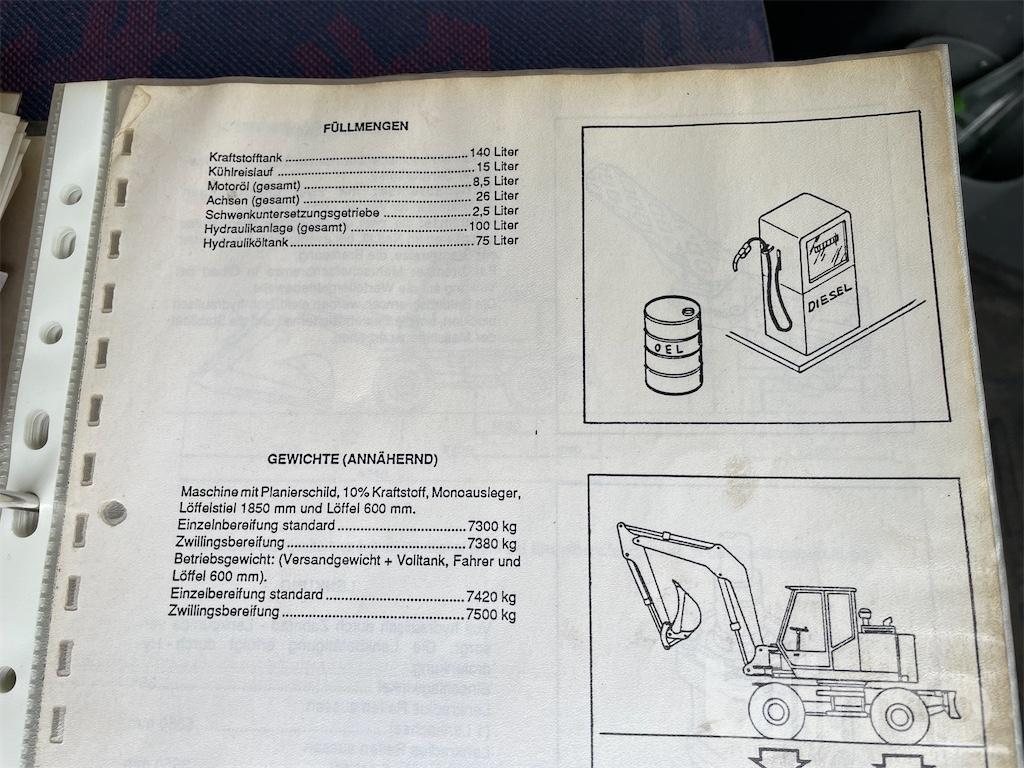 FÜLLMENGEN
Kraftstofftank ........................................................ 140 Liter
Kühlreislauf ............................................................ 15 Liter
Motoröl (gesamt) .................................................. 8,5 Liter
Achsen (gesamt) .................................................. 26 Liter
Schwenkuntersetzungsgetriebe .......................... 2,5 Liter
Hydraulikanlage (gesamt) ................................... 100 Liter
Hydrauliköltank ...................................................... 75 Liter
DIESEL
OEL
GEWICHTE (ANNÄHERND)
Maschine mit Planierschild, 10% Kraftstoff, Monoausleger,
Löffelstiel 1850 mm und Löffel 600 mm.
Einzelnbereifung standard ................................ 7300 kg
Zwillingsbereifung ............................................. 7380 kg
Betriebsgewicht: (Versandgewicht + Volltank, Fahrer und
Löffel 600 mm).
Einzelbereifung standard ................................... 7420 kg
Zwillingsbereifung .............................................. 7500 kg